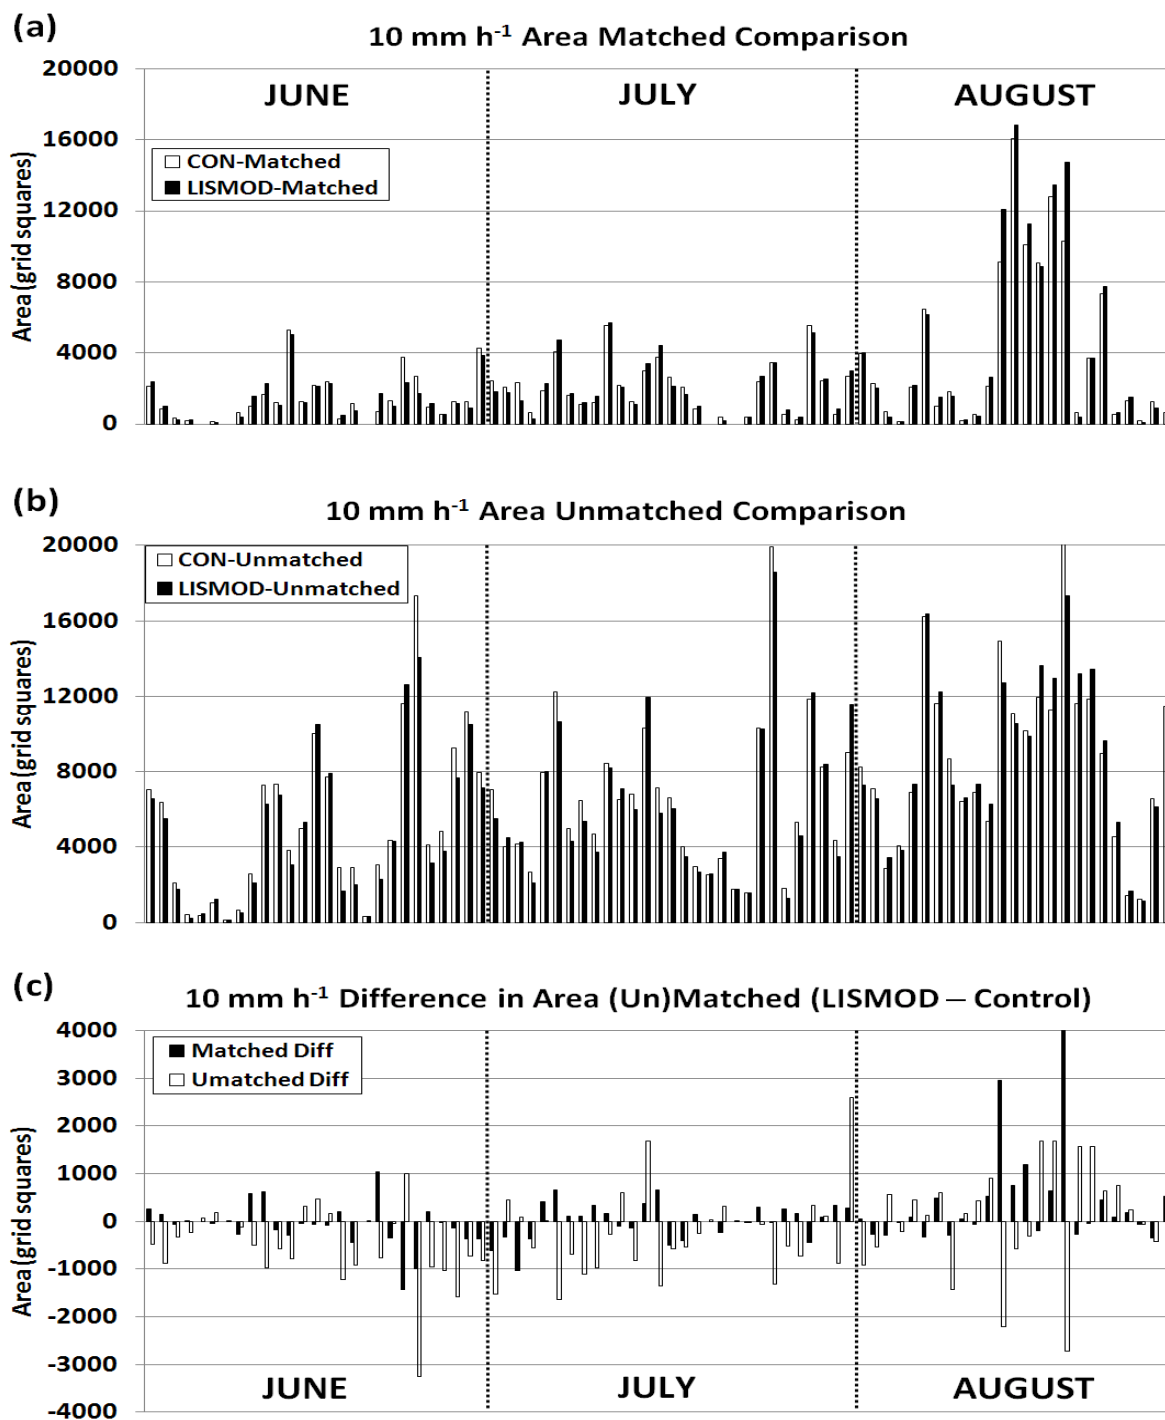 (a)
10 mm h-1 Area Matched Comparison
20000
16000
12000
8000
4000
0
Area (grid squares)
JUNE
JULY
AUGUST
CON-Matched
LISMOD-Matched
(b)
10 mm h-1 Area Unmatched Comparison
20000
16000
12000
8000
4000
0
Area (grid squares)
CON-Unmatched
LISMOD-Unmatched
(c)
10 mm h-1 Difference in Area (Un)Matched (LISMOD – Control)
4000
3000
2000
1000
0
-1000
-2000
-3000
-4000
Area (grid squares)
Matched Diff
Umatched Diff
JUNE
JULY
AUGUST